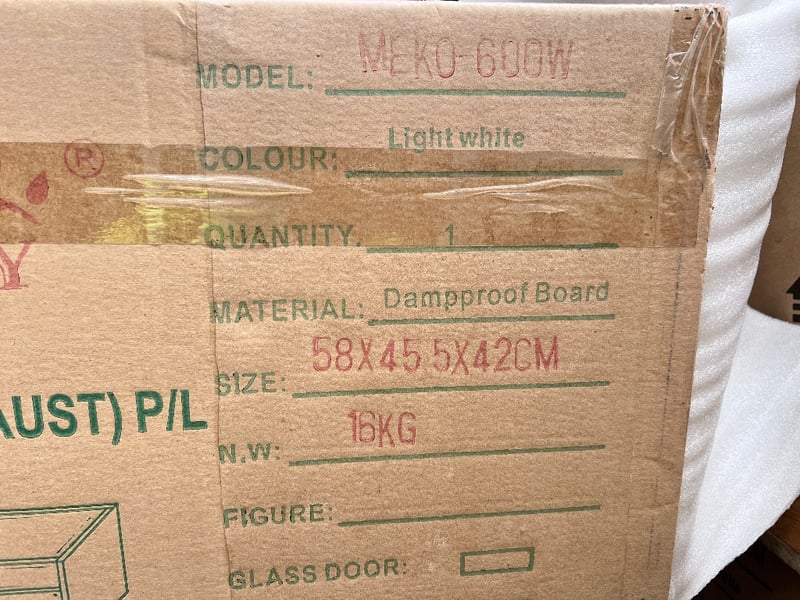 MODEL: MEKO-600W
®
COLOUR: Light white
QUANTITY. 1
Y
MATERIAL: Dampproof Board
SIZE: 58X45 5X42CM
AUST) P/L
N.W: 16KG
FIGURE:
GLASS DOOR: